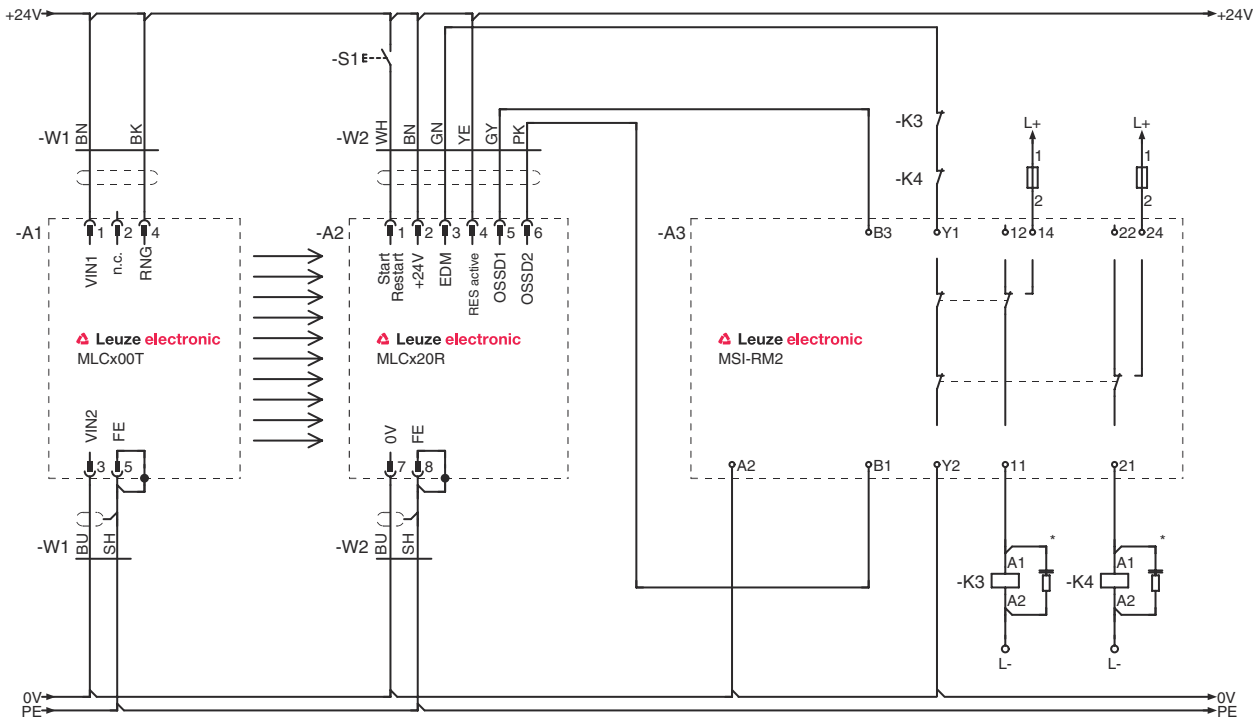 +24V
+24V
-S1
-W1
BN
BK
-W2
WH
BN
GN
YE
GY
PK
-K3
-K4
L+
1
2
L+
1
2
-A1
1
2
4
VIN1
n.c.
RNG
-A2
1
2
3
4
5
6
Start
Restart
+24V
EDM
RES active
OSSD1
OSSD2
-A3
B3
Y1
12
14
22
24
Leuze electronic
MLCx00T
Leuze electronic
MLCx20R
Leuze electronic
MSI-RM2
VIN2
FE
3
5
0V
FE
7
8
A2
B1
Y2
11
21
-W1
BU
SH
-W2
BU
SH
-K3
A1
A2
*
-K4
A1
A2
*
L-
L-
0V
0V
PE
PE